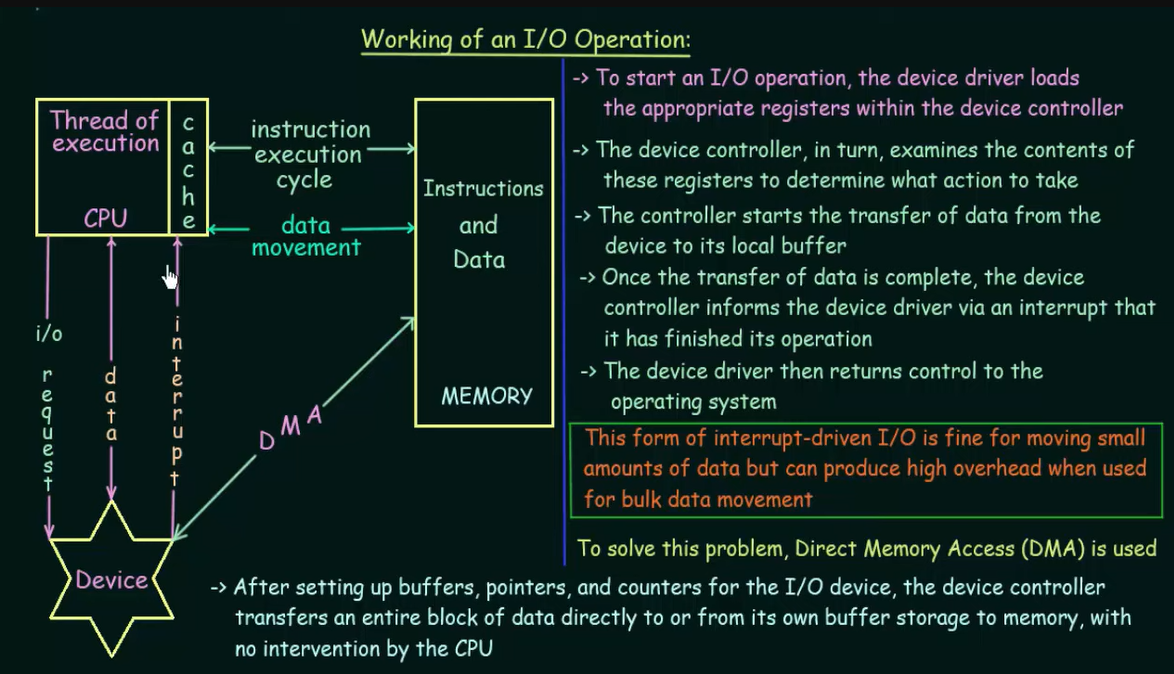 Working of an I/O Operation:
Thread of
execution
CPU
cache
instruction
execution
cycle
data
movement
Instructions
and
Data
MEMORY
i/o
request
data
interrupt
DMA
Device
-> To start an I/O operation, the device driver loads
the appropriate registers within the device controller
-> The device controller, in turn, examines the contents of
these registers to determine what action to take
-> The controller starts the transfer of data from the
device to its local buffer
-> Once the transfer of data is complete, the device
controller informs the device driver via an interrupt that
it has finished its operation
-> The device driver then returns control to the
operating system
This form of interrupt-driven I/O is fine for moving small
amounts of data but can produce high overhead when used
for bulk data movement
To solve this problem, Direct Memory Access (DMA) is used
-> After setting up buffers, pointers, and counters for the I/O device, the device controller
transfers an entire block of data directly to or from its own buffer storage to memory, with
no intervention by the CPU